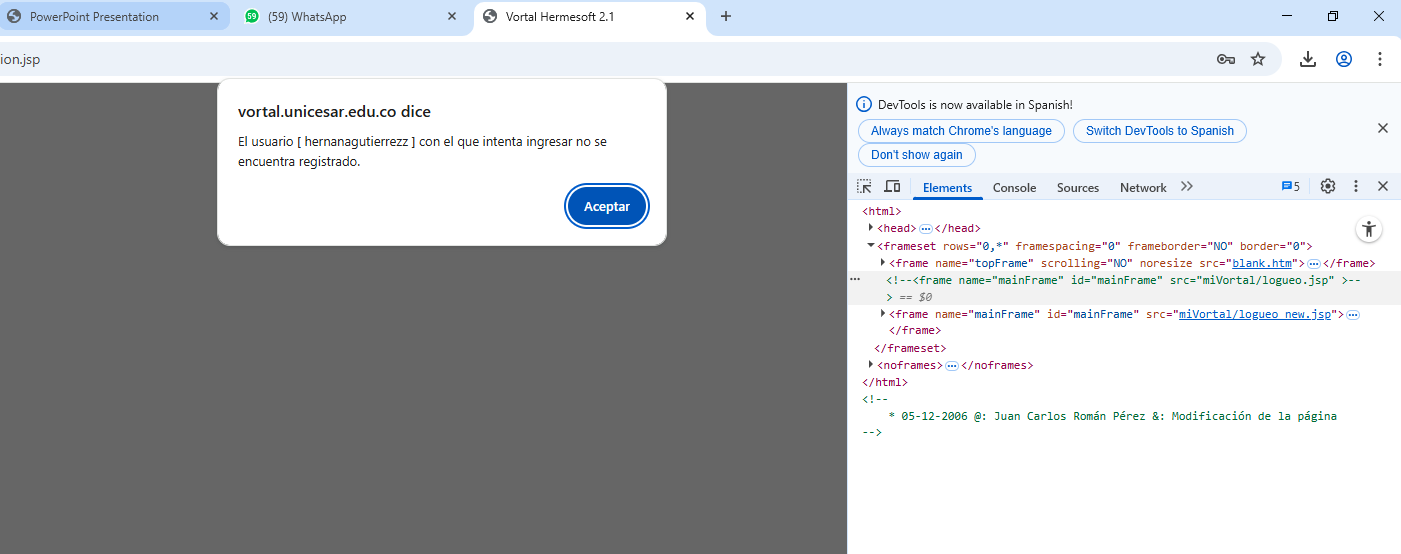 PowerPoint Presentation
59 (59) WhatsApp
Vortal Hermesoft 2.1
ion.jsp
vortal.unicesar.edu.co dice
El usuario [ hernanagutierrezz ] con el que intenta ingresar no se
encuentra registrado.
Aceptar
DevTools is now available in Spanish!
Always match Chrome's language
Switch DevTools to Spanish
Don't show again
Elements Console Sources Network 5
<html>
<head> ••• </head>
<frameset rows="0,*" framespacing="0" frameborder="NO" border="0">
<frame name="topFrame" scrolling="NO" noresize src="blank.htm"> ••• </frame>
<!--<frame name="mainFrame" id="mainFrame" src="miVortal/logueo.jsp" >--
> == $0
<frame name="mainFrame" id="mainFrame" src="miVortal/logueo_new.jsp"> •••
</frame>
</frameset>
<noframes> ••• </noframes>
</html>
<!--
* 05-12-2006 @: Juan Carlos Román Pérez &: Modificación de la página
-->